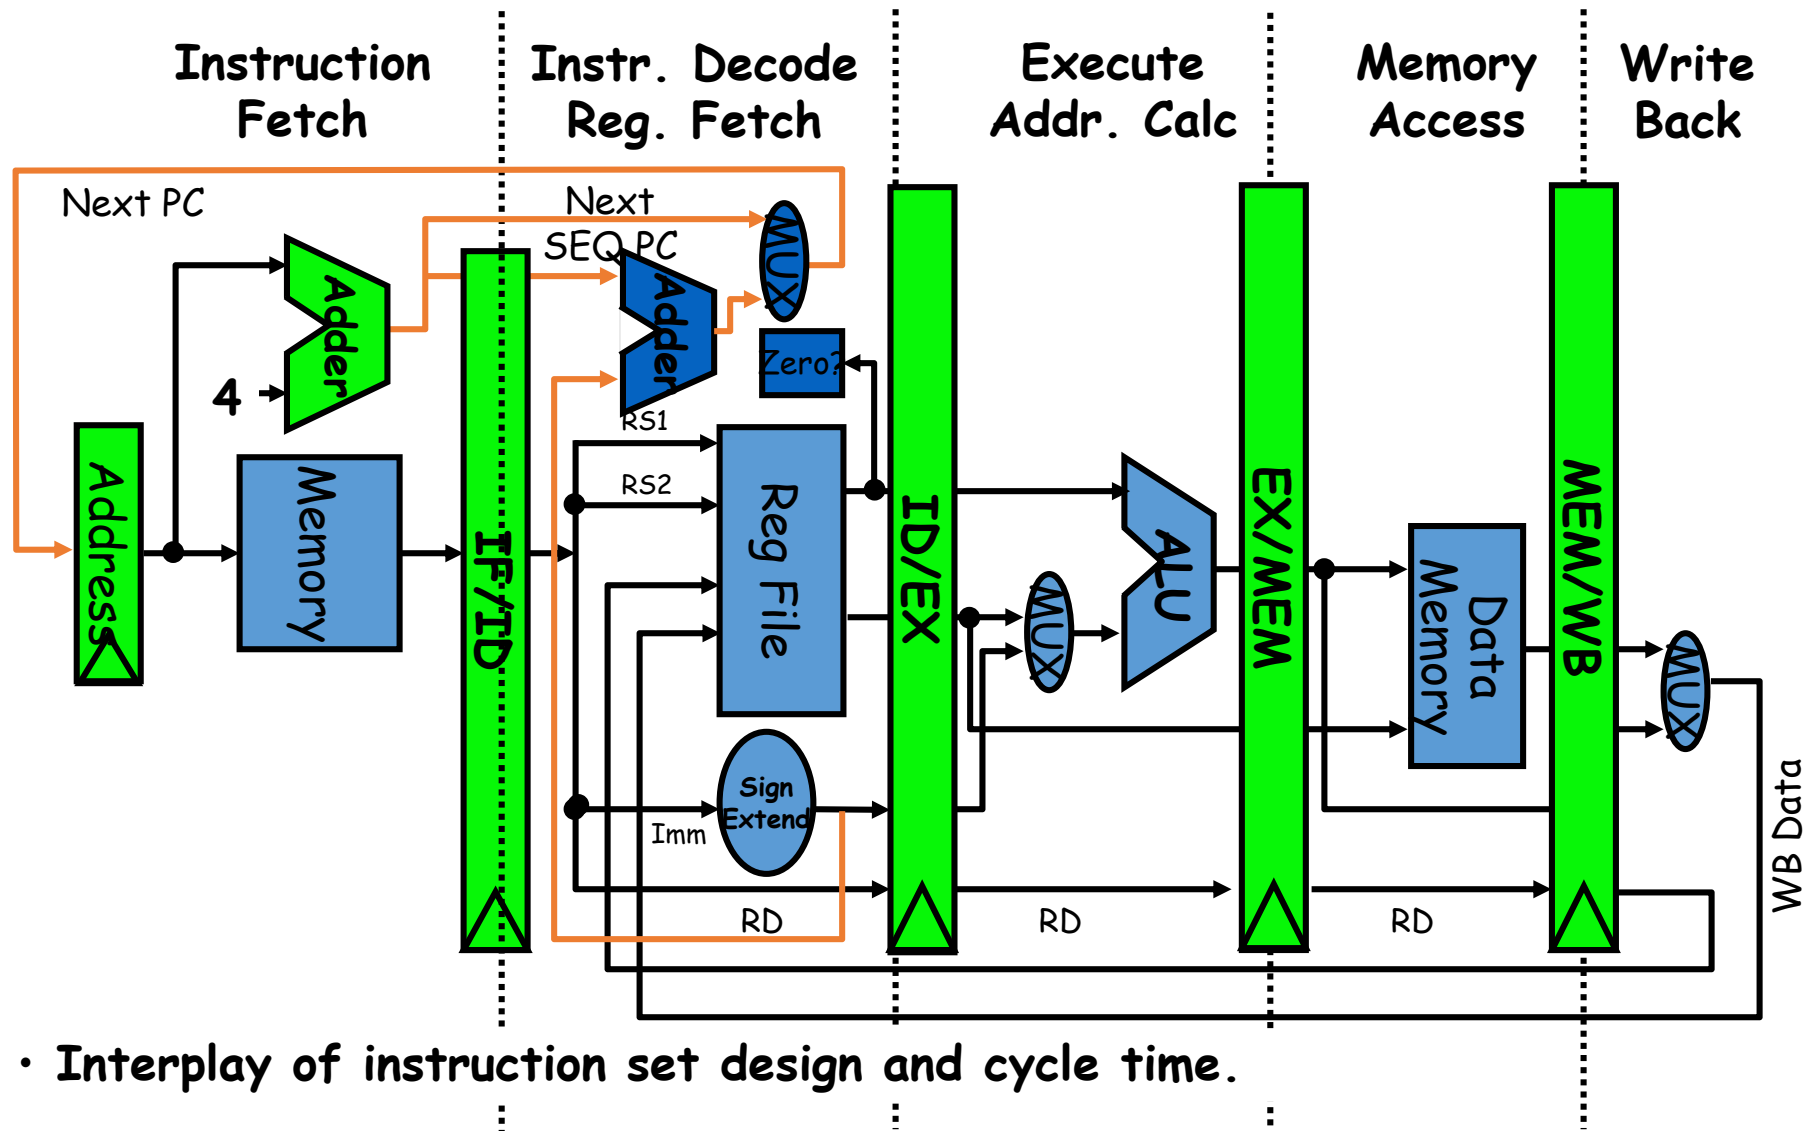 Instruction
Fetch
Instr. Decode
Reg. Fetch
Execute
Addr. Calc
Memory
Access
Write
Back
Next PC
Next
SEQ PC
MUX
Adder
Adder
Zero?
4
RS1
Address
Memory
IF/ID
RS2
Reg File
ID/EX
MUX
ALU
EX/MEM
Data
Memory
MEM/WB
MUX
Sign
Extend
Imm
WB Data
RD
RD
RD
• Interplay of instruction set design and cycle time.